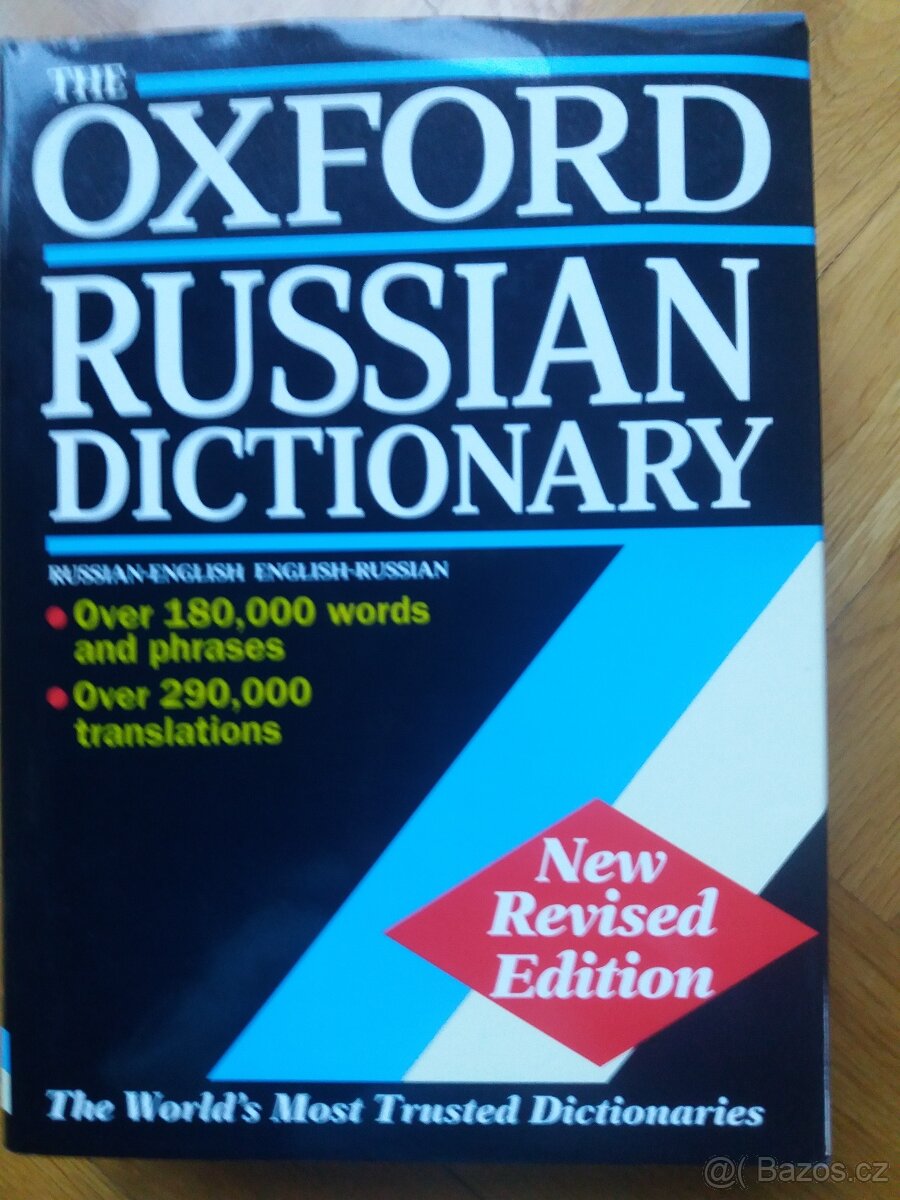 THE
OXFORD
RUSSIAN
DICTIONARY
RUSSIAN-ENGLISH ENGLISH-RUSSIAN
• Over 180,000 words
and phrases
• Over 290,000
translations
New
Revised
Edition
The World's Most Trusted Dictionaries
@( Bazos.cz